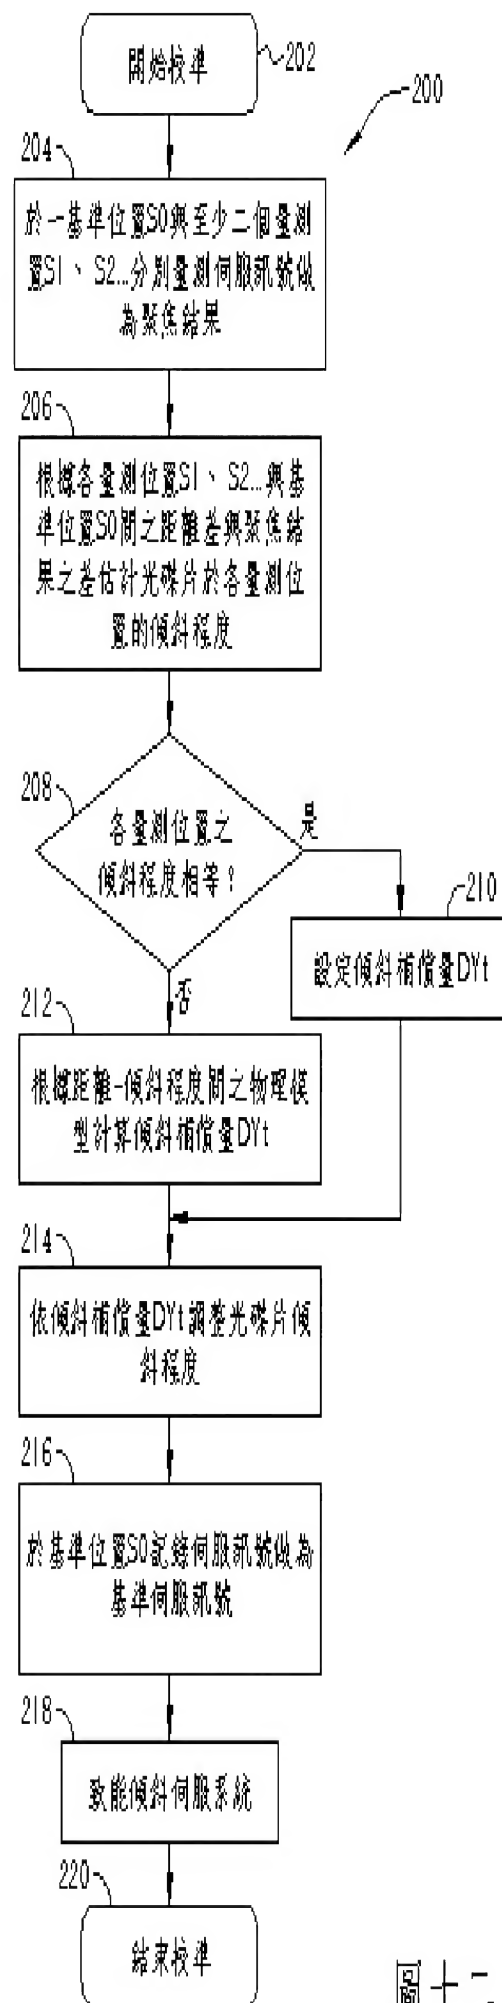 開始校準
202
200
204
於一基準位置S0與至少二個量測
置S1、S2...分別量測伺服訊號做
為聚焦結果
206
根據各量測位置S1、S2...與基
準位置S0間之距離差與聚焦結
果之差估計光碟片於各量測位
置的傾斜程度
208
各量測位置之
傾斜程度相等?
是
210
設定傾斜補償量DYt
否
212
根據距離-傾斜程度間之物理模
型計算傾斜補償量DYt
214
依傾斜補償量DYt調整光碟片傾
斜程度
216
於基準位置S0記錄伺服訊號做為
基準伺服訊號
218
致能傾斜伺服系統
220
結束校準
圖十二